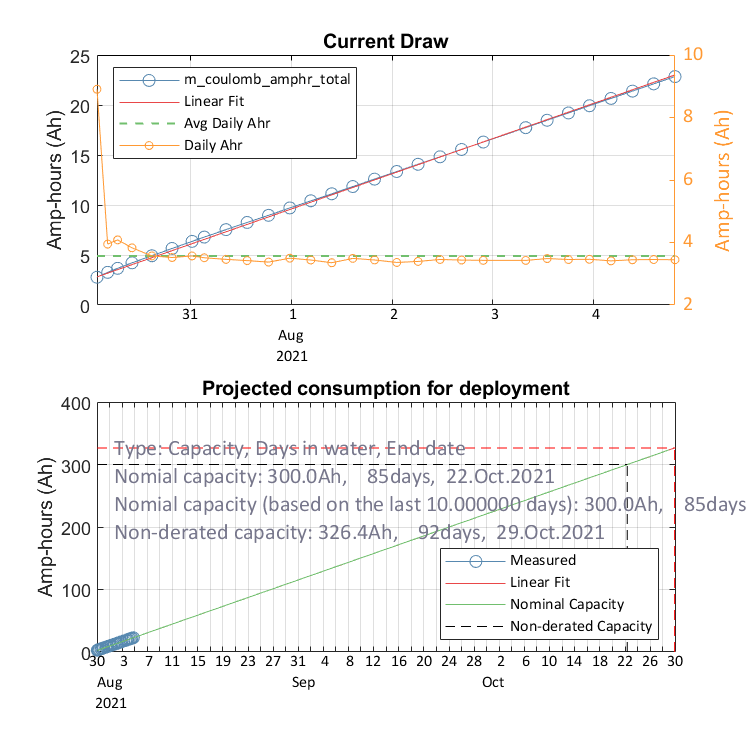 Current Draw
25
20
15
10
5
0
Amp-hours (Ah)
m_coulomb_amphr_total
Linear Fit
Avg Daily Ahr
Daily Ahr
10
8
6
4
2
Amp-hours (Ah)
31
1
2
3
4
Aug
2021
Projected consumption for deployment
400
300
200
100
0
Amp-hours (Ah)
Type: Capacity, Days in water, End date
Nomial capacity: 300.0Ah, 85days, 22.Oct.2021
Nomial capacity (based on the last 10.000000 days): 300.0Ah, 85days
Non-derated capacity: 326.4Ah, 92days, 29.Oct.2021
Measured
Linear Fit
Nominal Capacity
Non-derated Capacity
30 3 7 11 15 19 23 27 31 4 8 12 16 20 24 28 2 6 10 14 18 22 26 30
Aug Sep Oct
2021